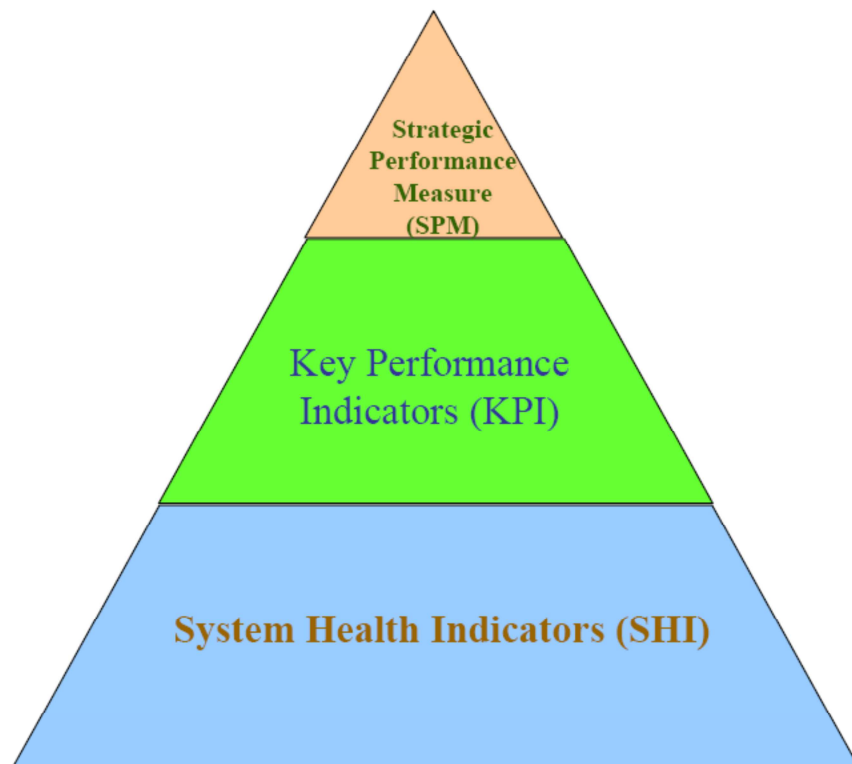 Strategic
Performance
Measure
(SPM)
Key Performance
Indicators (KPI)
System Health Indicators (SHI)